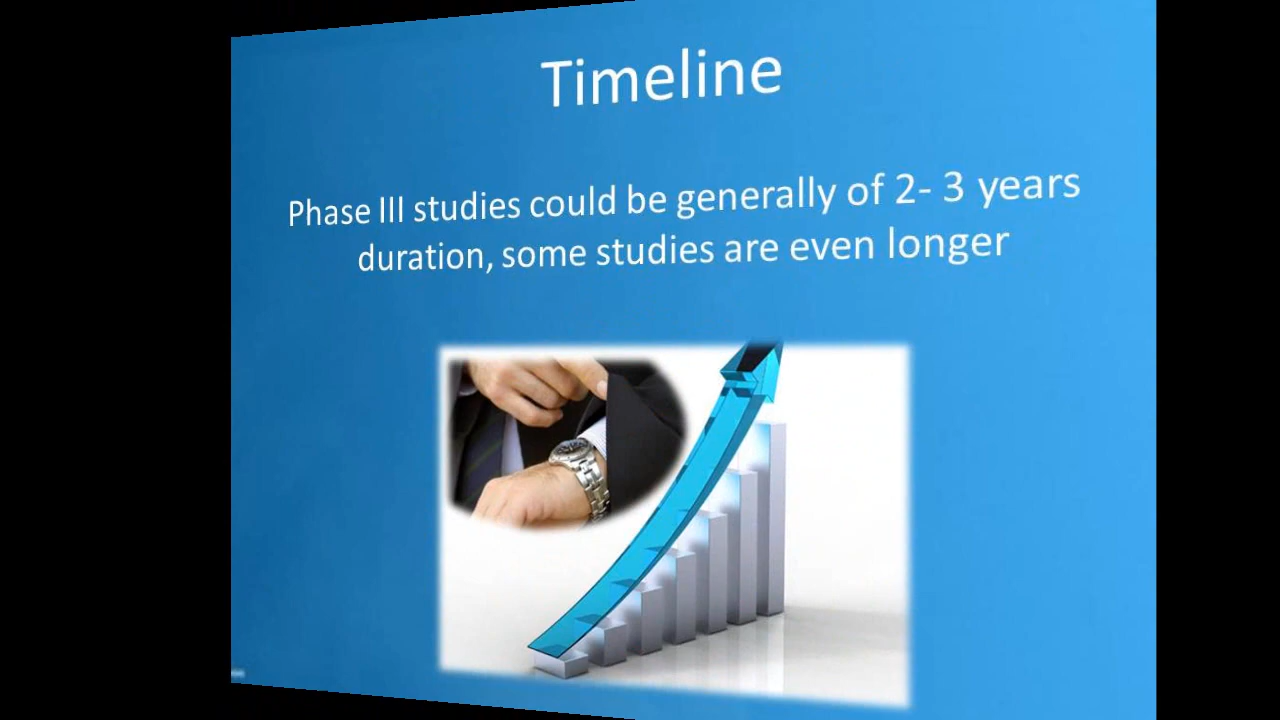 Timeline
Phase III studies could be generally of 2- 3 years
duration, some studies are even longer